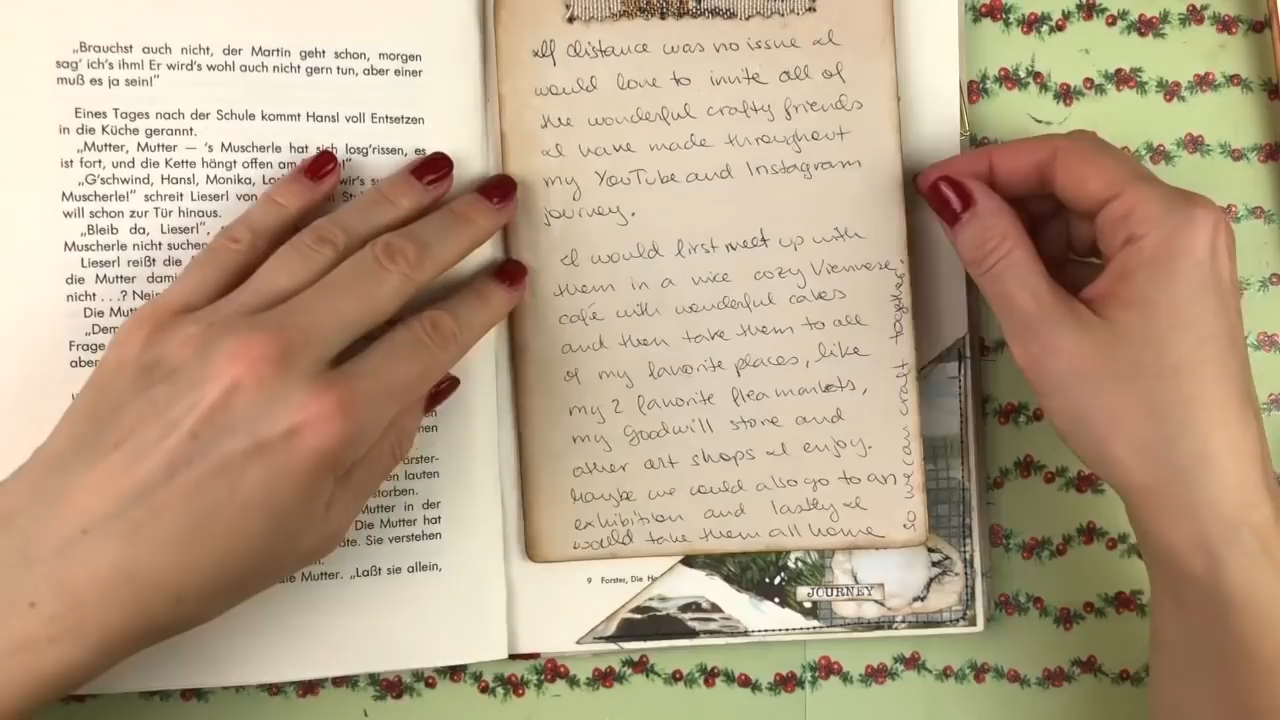 „Brauchst auch nicht, der Martin geht schon, morgen
sag' ich's ihm! Er wird's wohl auch nicht gern tun, aber einer
muß es ja sein!"
Eines Tages nach der Schule kommt Hansl voll Entsetzen
in die Küche gerannt.
„Mutter, Mutter — 's Muscherle hat sich losg'rissen, es
ist fort, und die Kette hängt offen am
„G'schwind, Hansl, Monika, wir's
Muscherle!" schreit Lieserl von
will schon zur Tür hinaus.
„Bleib da, Lieserl",
Muscherle nicht suchen
Lieserl reißt die
die Mutter
nicht . . .?
Die
Frage
aber
lauten
storben.
Mutter in der
Die Mutter hat
Sie verstehen
die Mutter. „Laßt sie allein,
If distance was no issue I
would love to invite all of
the wonderful crafty friends
I have made throughout
my YouTube and Instagram
journey.
I would first meet up with
them in a nice cozy Viennese
café with wonderful cakes
and then take them to all
of my favorite places, like
my 2 favorite flea markets,
my Goodwill store and
other art shops I enjoy.
Maybe we could also go to an
exhibition and lastly I
would take them all home
so we can craft together.
9 Forster, Die
JOURNEY